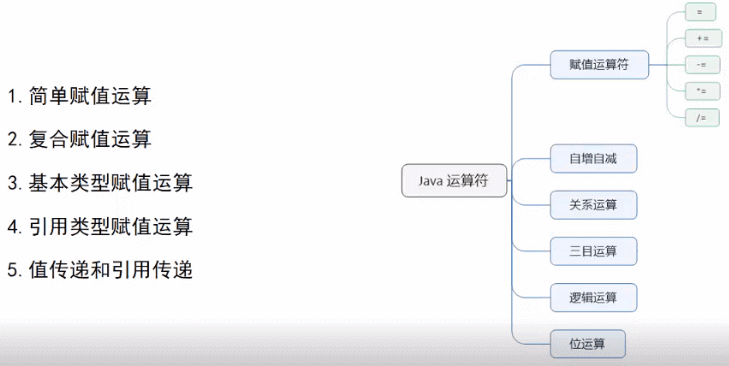 1. 简单赋值运算
2. 复合赋值运算
3. 基本类型赋值运算
4. 引用类型赋值运算
5. 值传递和引用传递
Java 运算符
赋值运算符
=
+=
-=
*=
/=
自增自减
关系运算
三目运算
逻辑运算
位运算